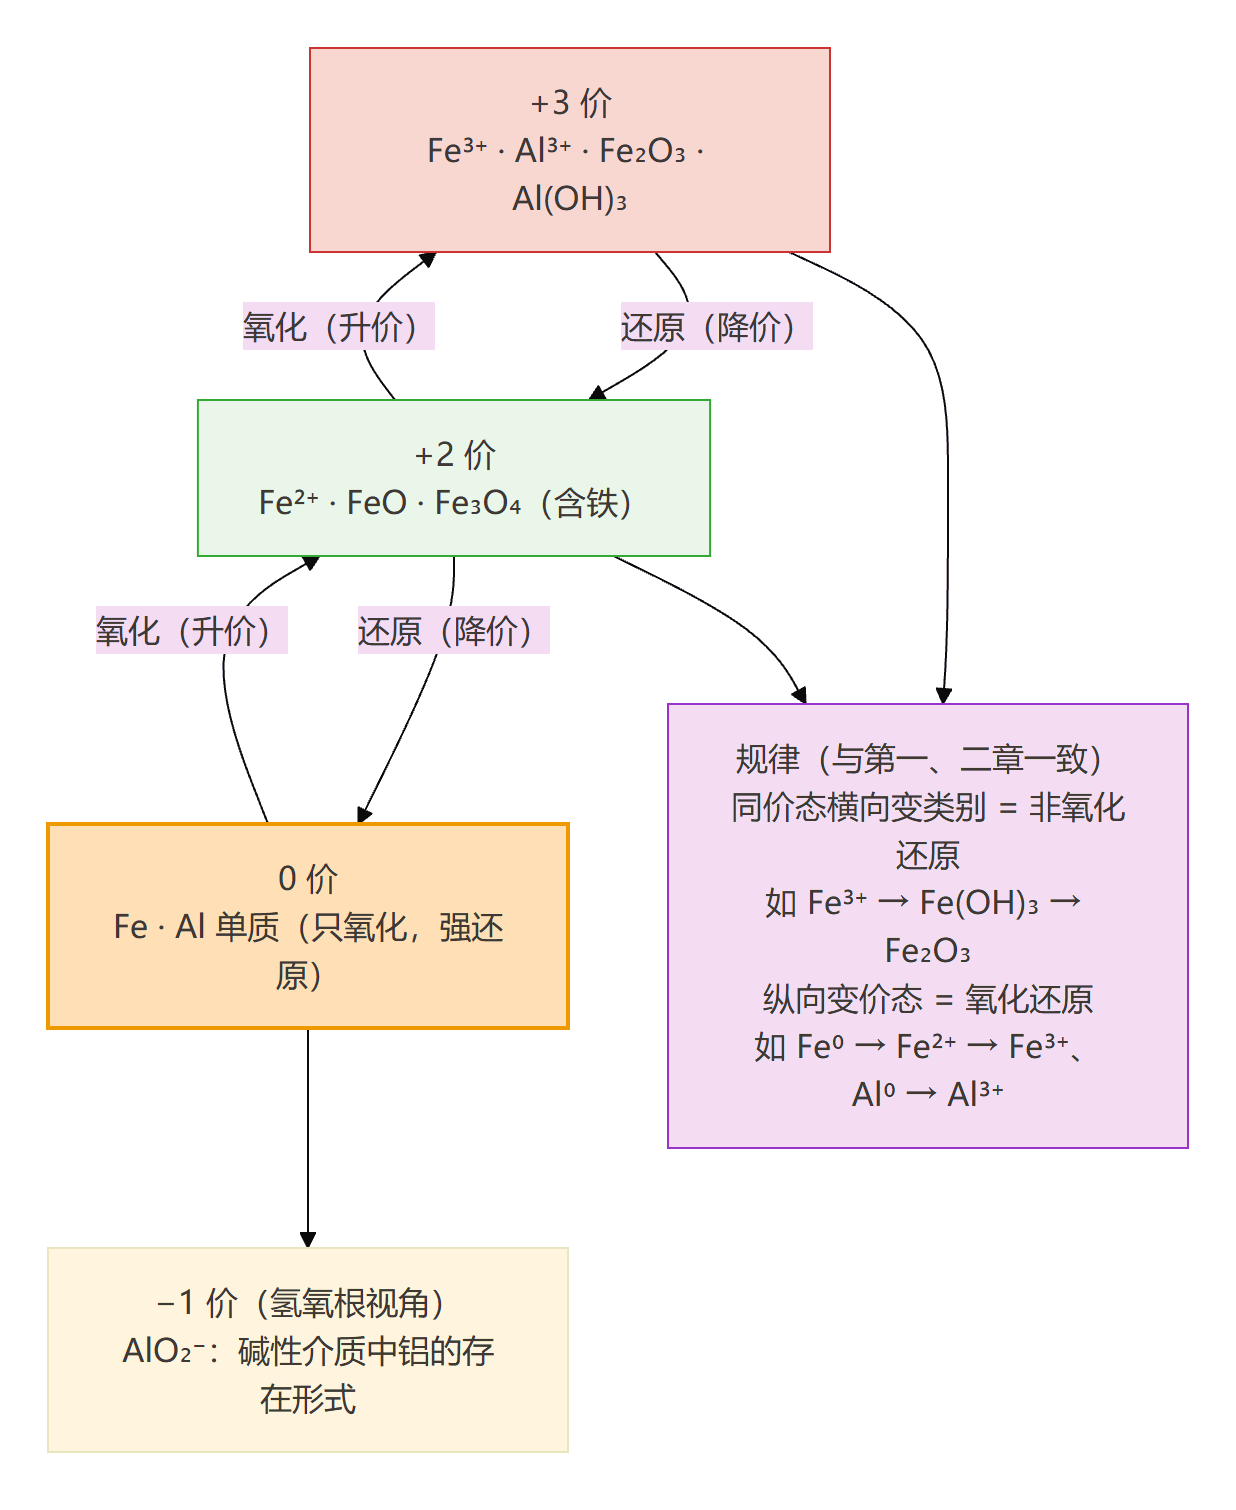 +3 价
Fe³⁺ · Al³⁺ · Fe₂O₃ ·
Al(OH)₃
氧化（升价）
还原（降价）
+2 价
Fe²⁺ · FeO · Fe₃O₄（含铁）
氧化（升价）
还原（降价）
规律（与第一、二章一致）
同价态横向变类别 = 非氧化
还原
如 Fe³⁺ → Fe(OH)₃ →
Fe₂O₃
纵向变价态 = 氧化还原
如 Fe⁰ → Fe²⁺ → Fe³⁺、
Al⁰ → Al³⁺
0 价
Fe · Al 单质（只氧化，强还
原）
−1 价（氢氧根视角）
AlO₂⁻：碱性介质中铝的存
在形式